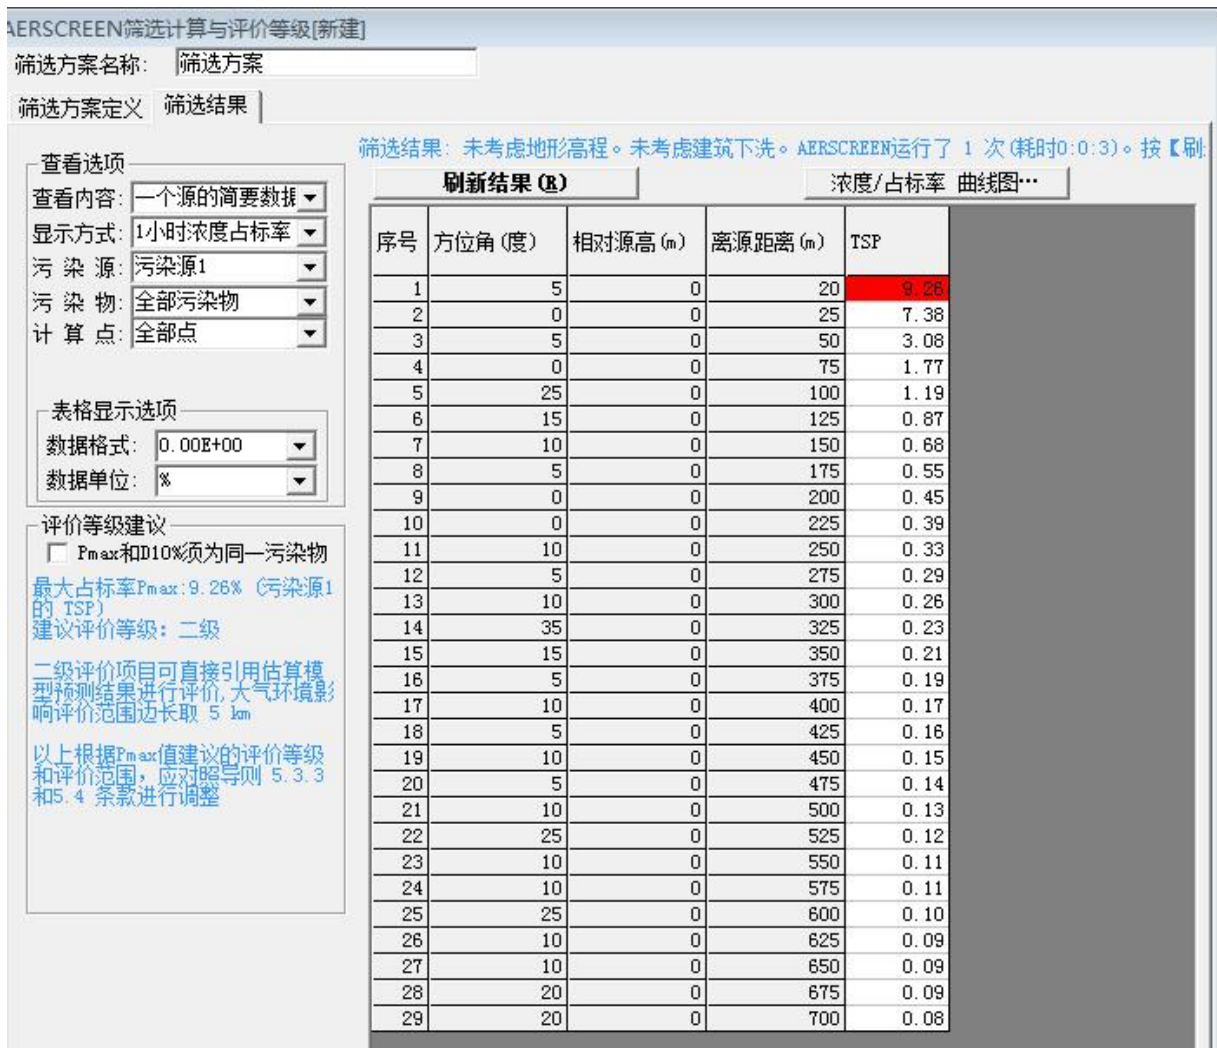 AERSCREEN筛选计算与评价等级[新建]
筛选方案名称: 筛选方案
筛选方案定义 筛选结果
筛选结果: 未考虑地形高程。未考虑建筑下洗。AERSCREEN运行了 1 次(耗时0:0:3)。按【刷
刷新结果(R) 浓度/占标率 曲线图…
查看选项
查看内容: 一个源的简要数据
显示方式: 1小时浓度占标率
污 染 源: 污染源1
污 染 物: 全部污染物
计 算 点: 全部点
表格显示选项
数据格式: 0.00E+00
数据单位: %
评价等级建议
Pmax和D10%须为同一污染物
最大占标率Pmax:9.26% (污染源1
的 TSP)
建议评价等级: 二级
二级评价项目可直接引用估算模
型预测结果进行评价,大气环境影
响评价范围边长取 5 km
以上根据Pmax值建议的评价等级
和评价范围, 应对照导则 5.3.3
和5.4 条款进行调整
序号 方位角(度) 相对源高(m) 离源距离(m) TSP
1 5 0 20 9.26
2 0 0 25 7.38
3 5 0 50 3.08
4 0 0 75 1.77
5 25 0 100 1.19
6 15 0 125 0.87
7 10 0 150 0.68
8 5 0 175 0.55
9 0 0 200 0.45
10 0 0 225 0.39
11 10 0 250 0.33
12 5 0 275 0.29
13 10 0 300 0.26
14 35 0 325 0.23
15 15 0 350 0.21
16 5 0 375 0.19
17 10 0 400 0.17
18 5 0 425 0.16
19 10 0 450 0.15
20 5 0 475 0.14
21 10 0 500 0.13
22 25 0 525 0.12
23 10 0 550 0.11
24 10 0 575 0.11
25 25 0 600 0.10
26 10 0 625 0.09
27 10 0 650 0.09
28 20 0 675 0.09
29 20 0 700 0.08